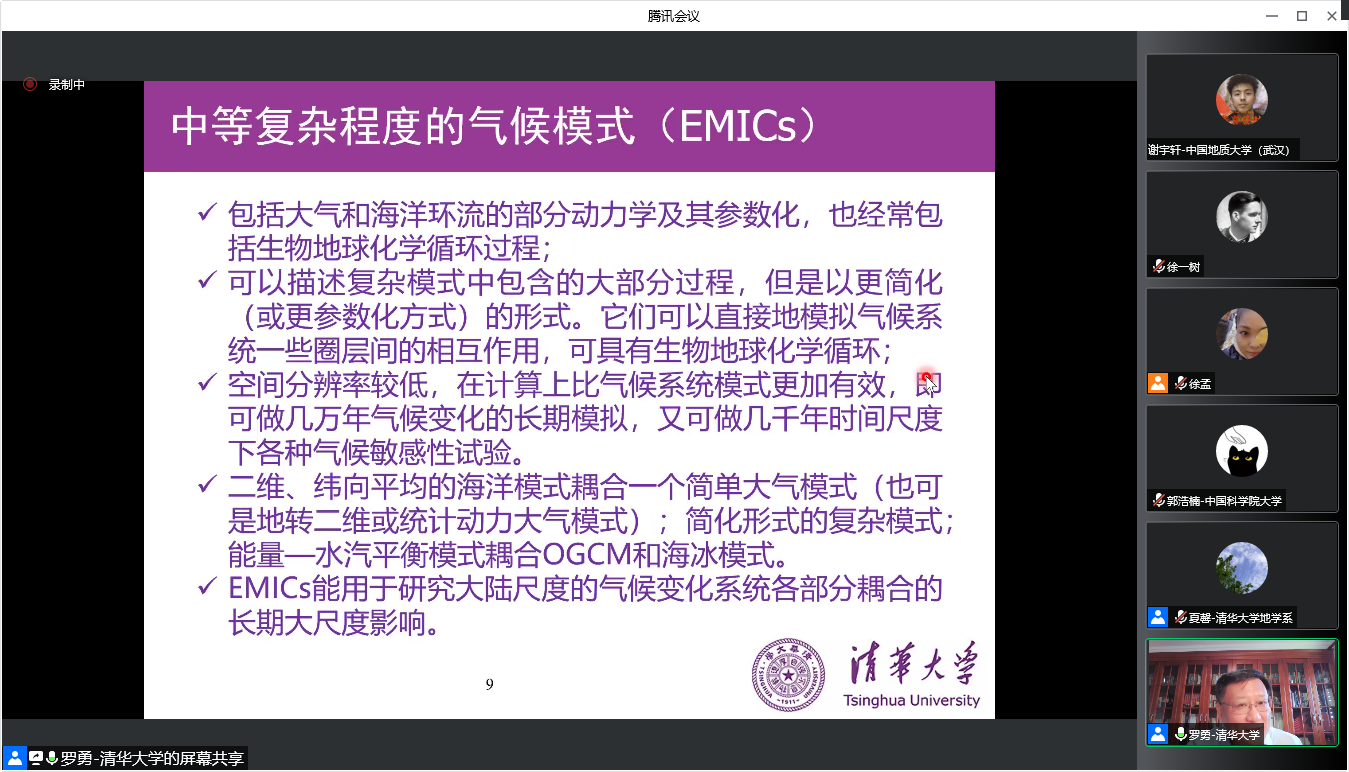 腾讯会议
录制中
中等复杂程度的气候模式（EMICs）
包括大气和海洋环流的部分动力学及其参数化，也经常包
括生物地球化学循环过程；
可以描述复杂模式中包含的大部分过程，但是以更简化
（或更参数化方式）的形式。它们可以直接地模拟气候系
统一些圈层间的相互作用，可具有生物地球化学循环；
空间分辨率较低，在计算上比气候系统模式更加有效，即
可做几万年气候变化的长期模拟，又可做几千年时间尺度
下各种气候敏感性试验。
二维、纬向平均的海洋模式耦合一个简单大气模式（也可
是地转二维或统计动力大气模式）；简化形式的复杂模式；
能量—水汽平衡模式耦合OGCM和海冰模式。
EMICs能用于研究大陆尺度的气候变化系统各部分耦合的
长期大尺度影响。
9
清華大学
Tsinghua University
TSINGHUA UNIVERSITY
1911
罗勇-清华大学的屏幕共享
谢宇轩-中国地质大学（武汉）
徐一树
徐孟
郭浩楠-中国科学院大学
夏馨-清华大学地学系
罗勇-清华大学